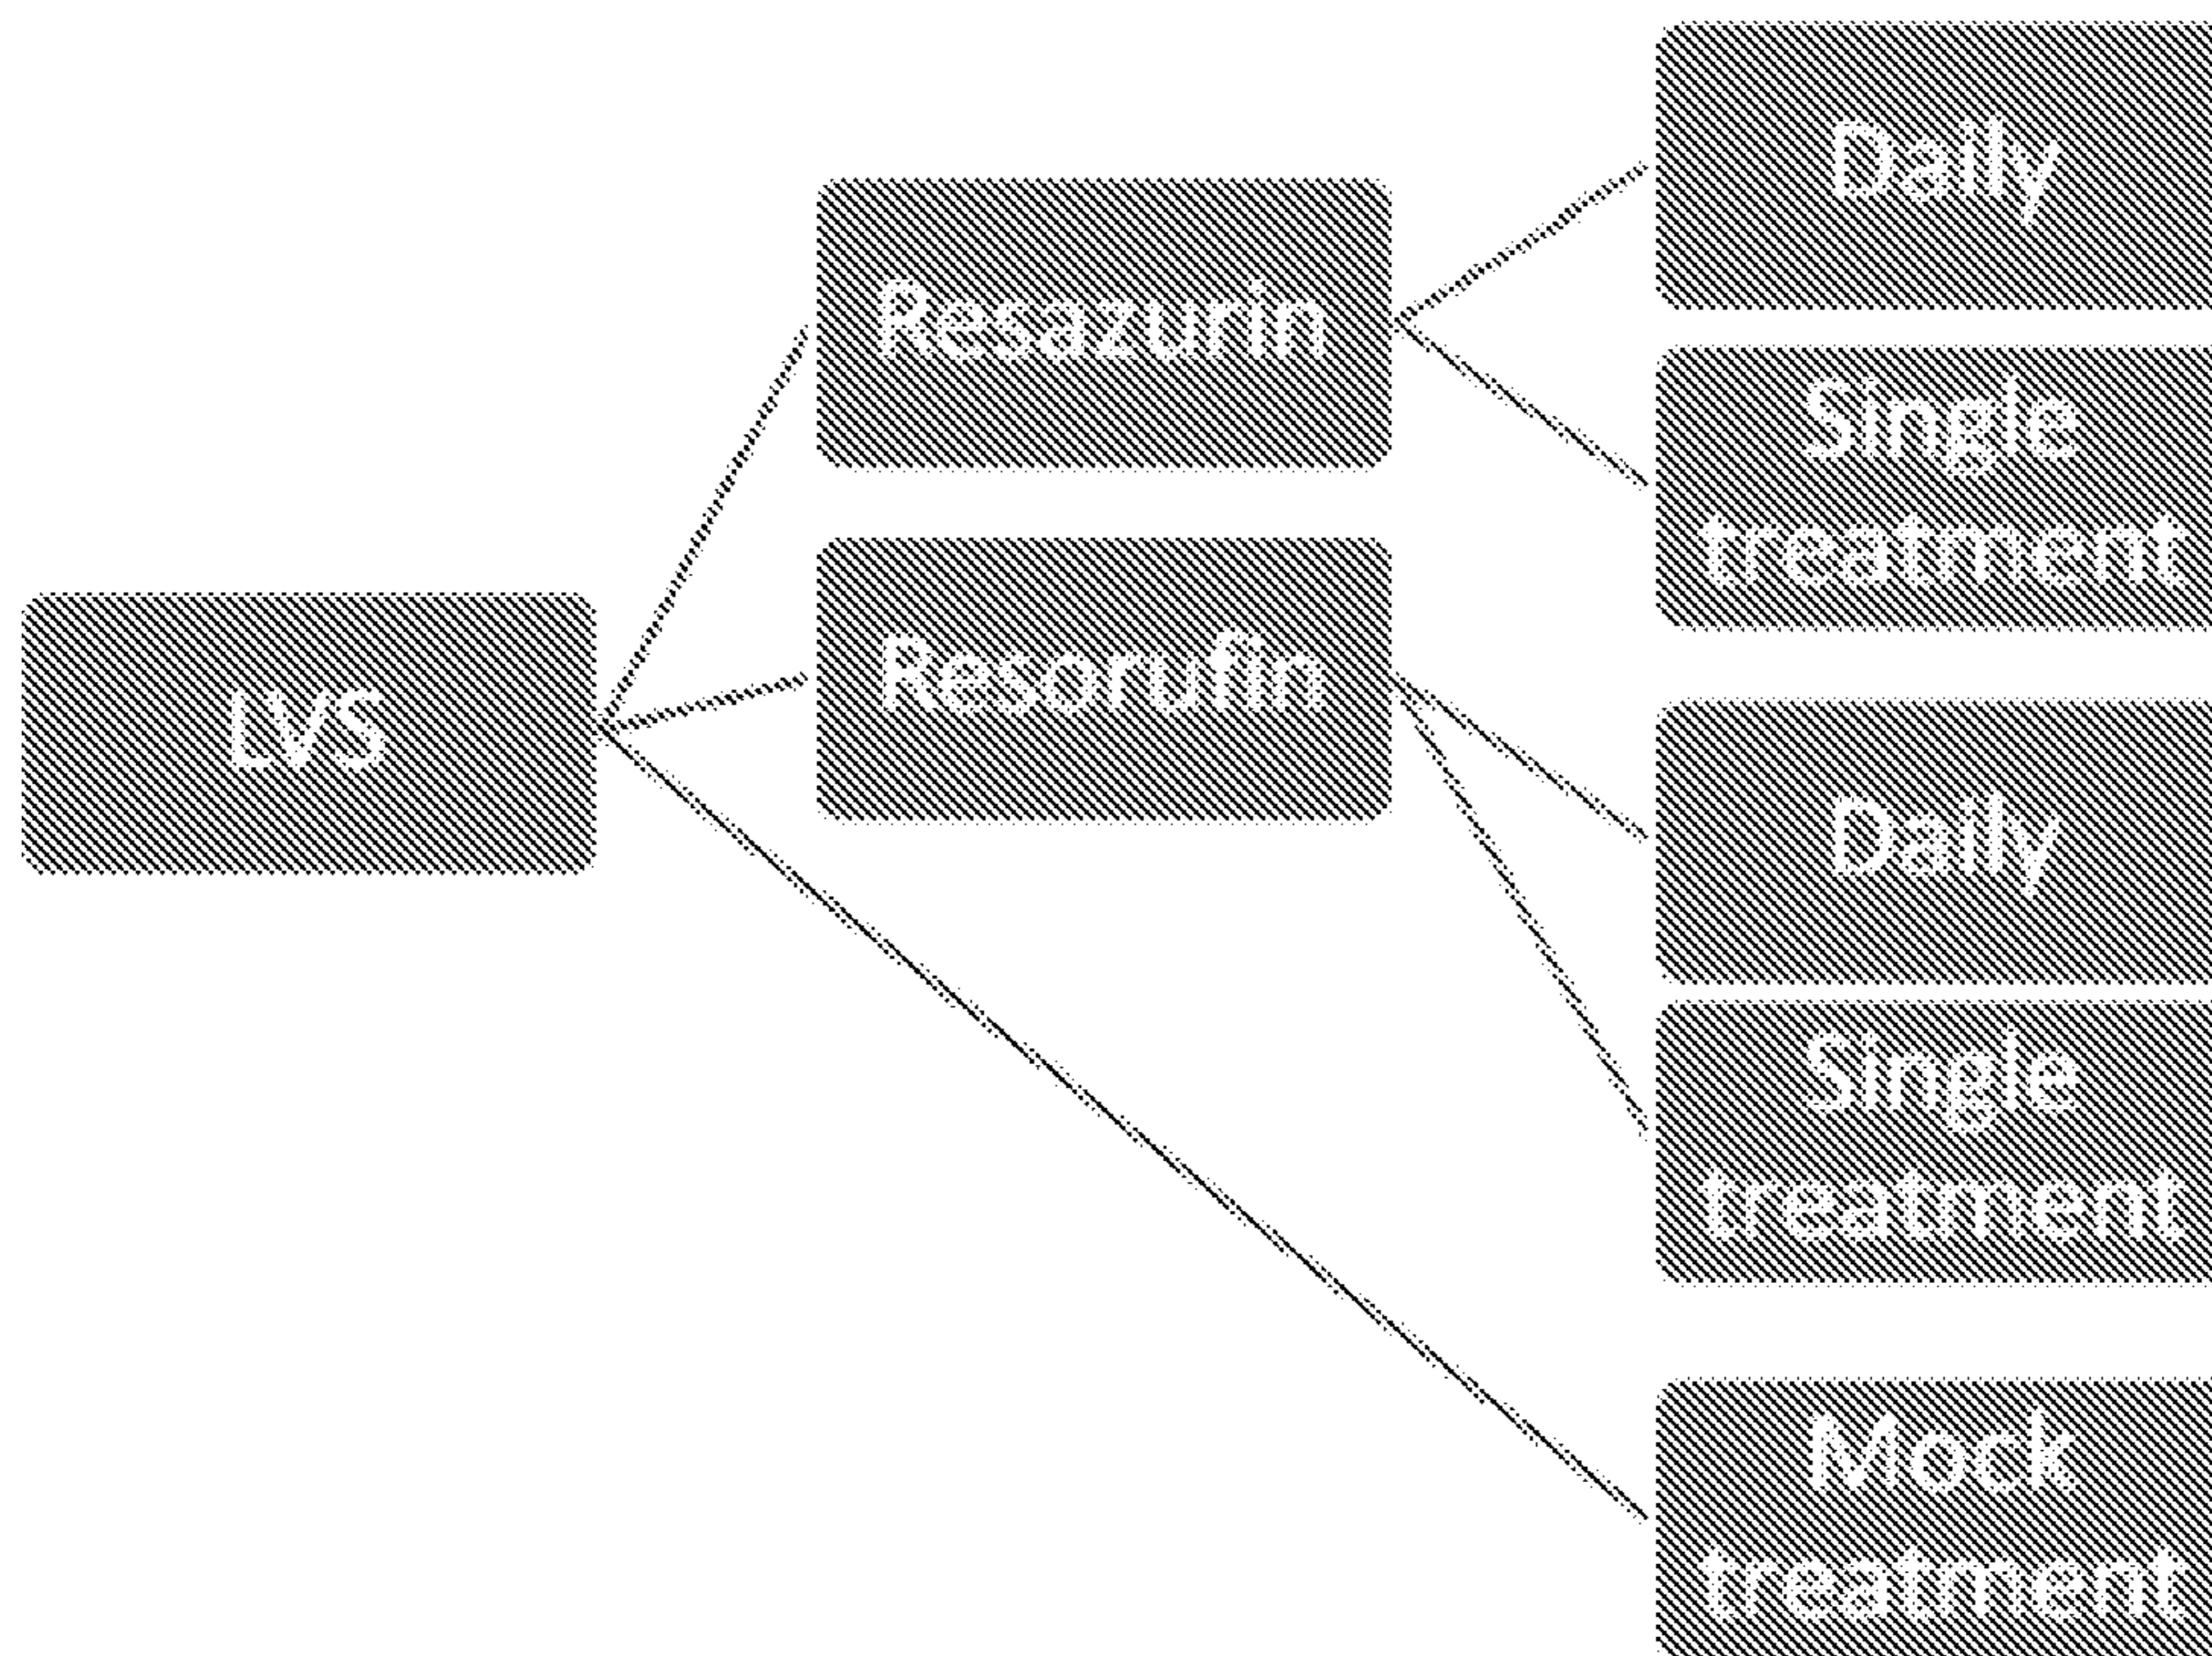 LVS
Resazurin
Resorufin
Daily
Single
treatment
Daily
Single
treatment
Mock
treatment